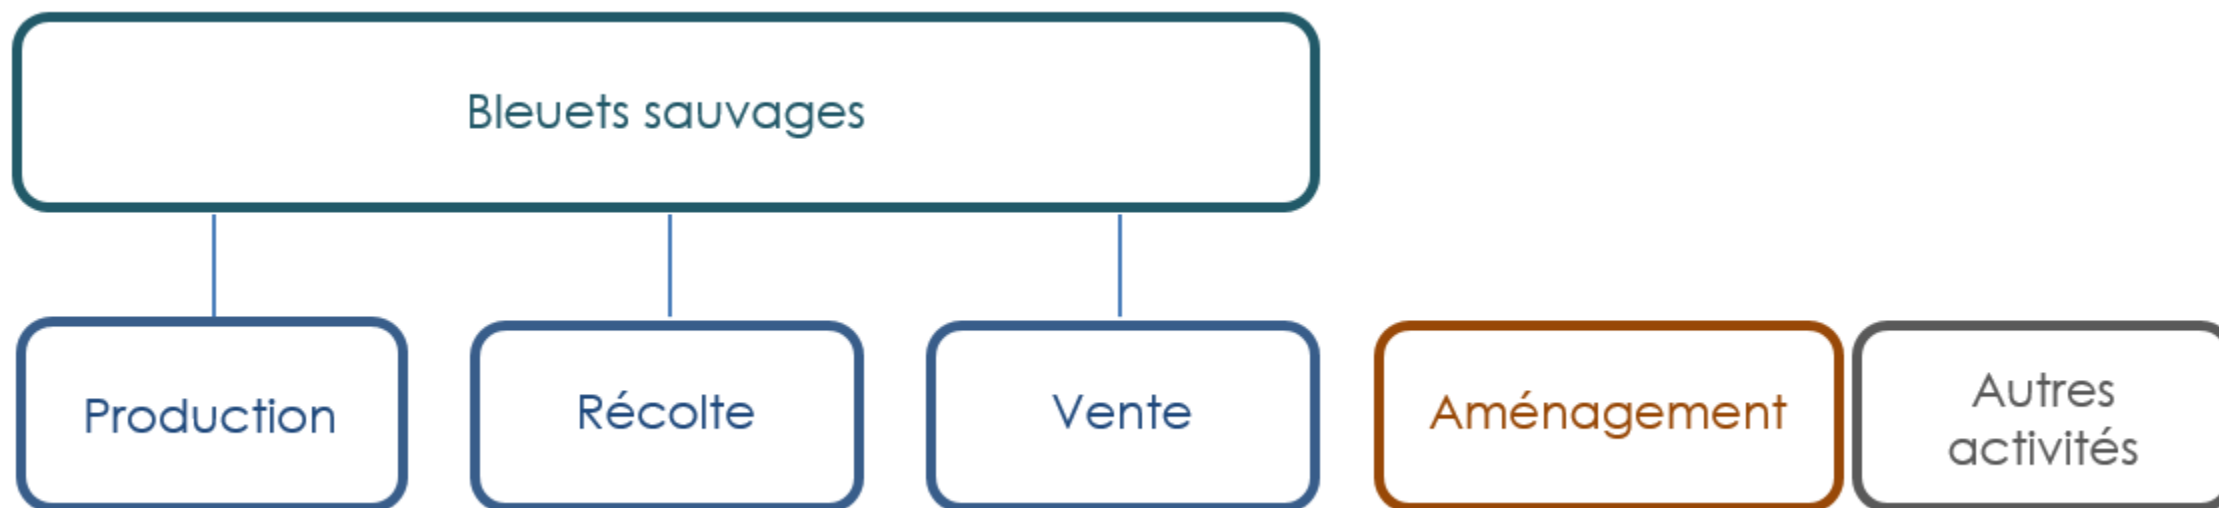 Bleuets sauvages
Production
Récolte
Vente
Aménagement
Autres
activités